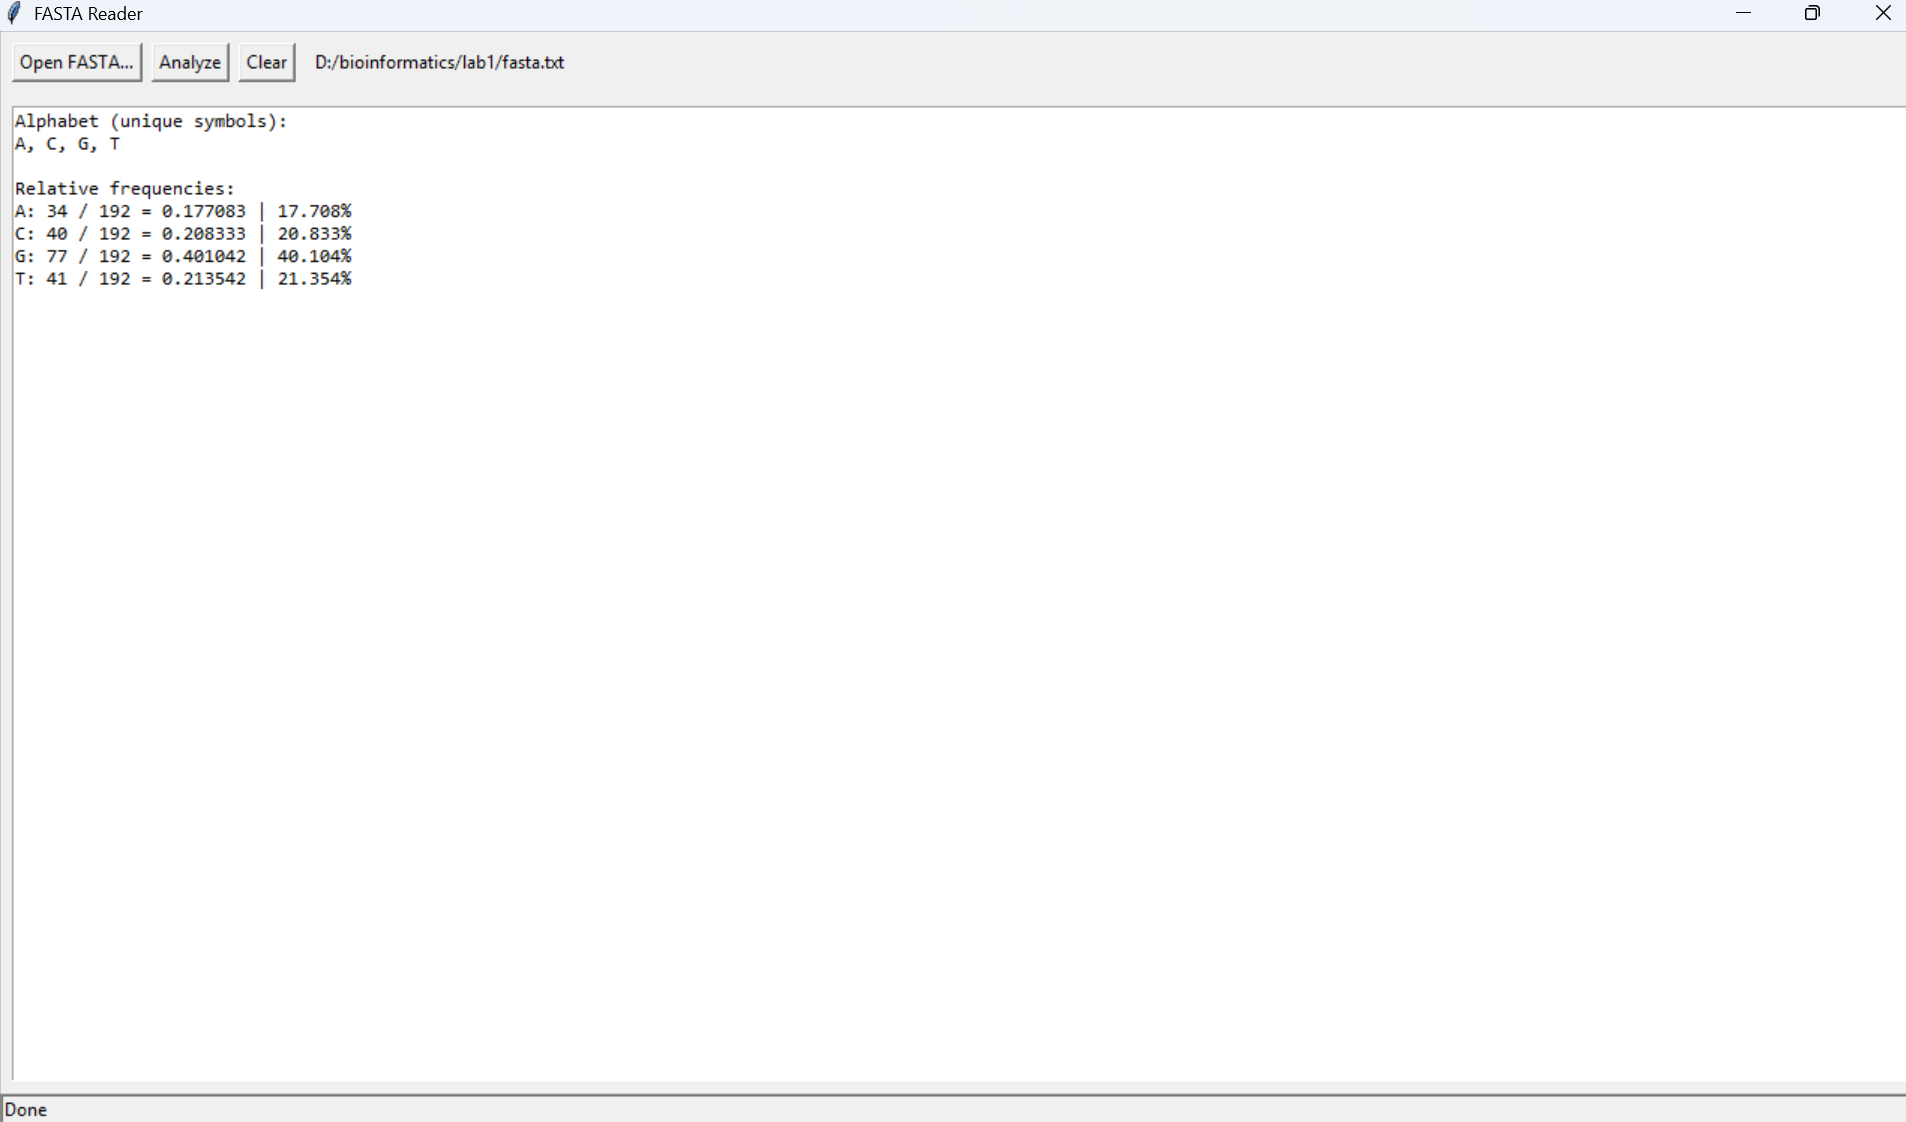 FASTA Reader
Open FASTA... Analyze Clear D:/bioinformatics/lab1/fasta.txt
Alphabet (unique symbols):
A, C, G, T
Relative frequencies:
A: 34 / 192 = 0.177083 | 17.708%
C: 40 / 192 = 0.208333 | 20.833%
G: 77 / 192 = 0.401042 | 40.104%
T: 41 / 192 = 0.213542 | 21.354%
Done